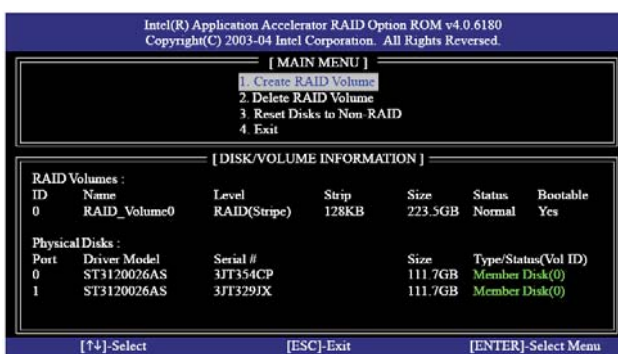 Intel(R) Application Accelerator RAID Option ROM v4.0.6180
Copyright(C) 2003-04 Intel Corporation. All Rights Reversed.
[ MAIN MENU ]
1. Create RAID Volume
2. Delete RAID Volume
3. Reset Disks to Non-RAID
4. Exit
[ DISK/VOLUME INFORMATION ]
RAID Volumes :
ID Name Level Strip Size Status Bootable
0 RAID_Volume0 RAID(Stripe) 128KB 223.5GB Normal Yes
Physical Disks :
Port Driver Model Serial # Size Type/Status(Vol ID)
0 ST3120026AS 3JT354CP 111.7GB Member Disk(0)
1 ST3120026AS 3JT329JX 111.7GB Member Disk(0)
[↑↓]-Select [ESC]-Exit [ENTER]-Select Menu